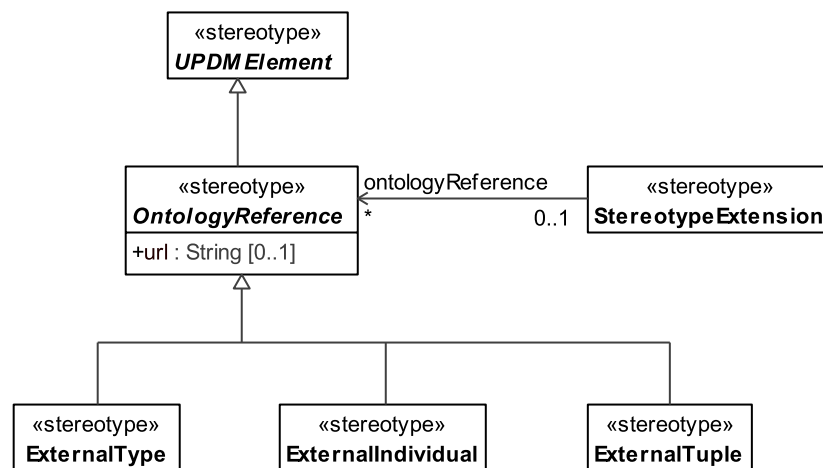 «stereotype»
UPDMElement
«stereotype»
OntologyReference
+url : String [0..1]
ontologyReference
*
0..1
«stereotype»
StereotypeExtension
«stereotype»
ExternalType
«stereotype»
ExternalIndividual
«stereotype»
ExternalTuple